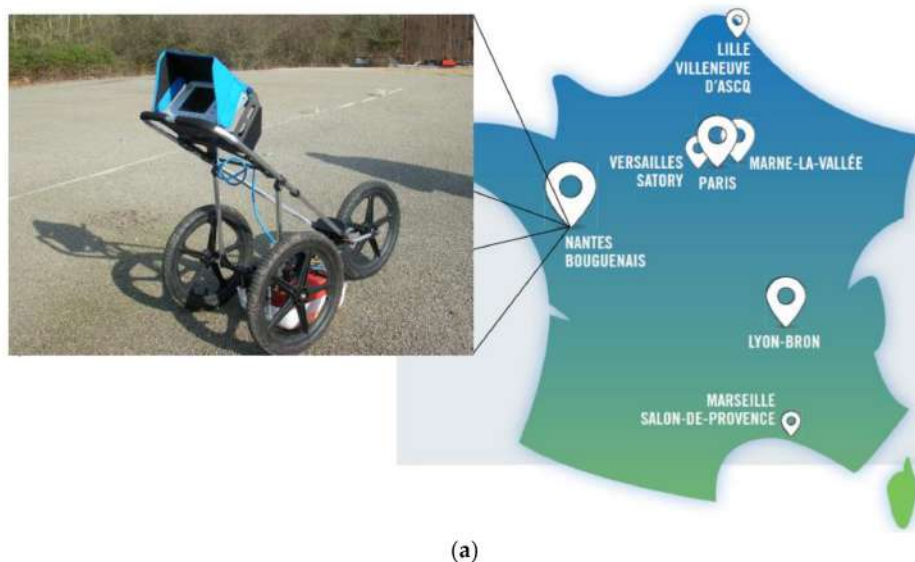 LILLE
VILLENEUVE
D'ASCQ
VERSAILLES
SATORY
PARIS
MARNE-LA-VALLÉE
NANTES
BOUGUENAIS
LYON-BRON
MARSEILLE
SALON-DE-PROVENCE
(a)